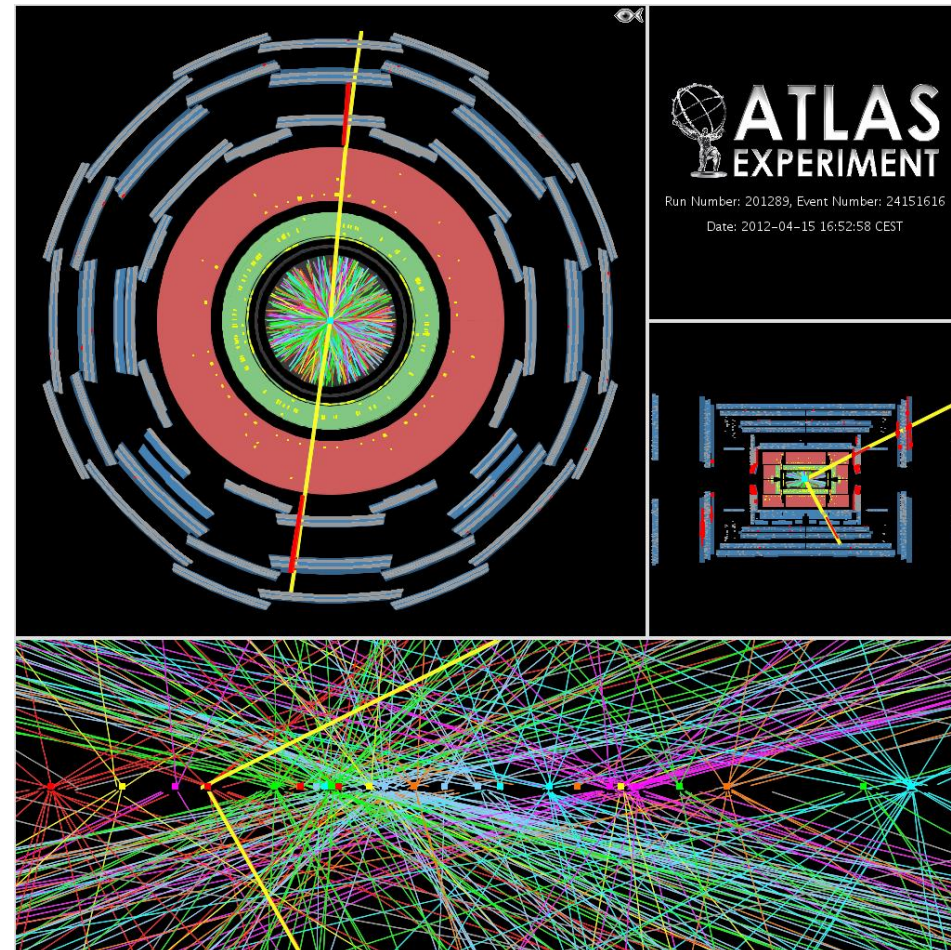 ATLAS
EXPERIMENT
Run Number: 201289, Event Number: 24151616
Date: 2012-04-15 16:52:58 CEST